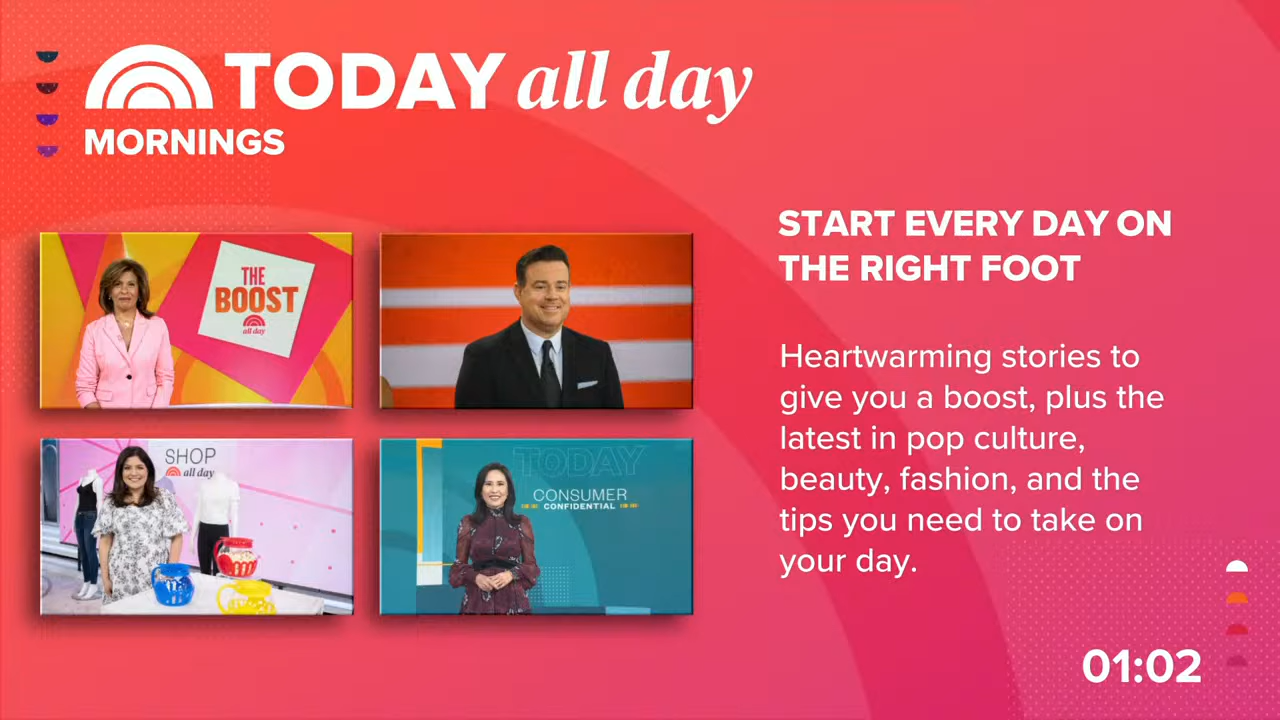 TODAY all day
MORNINGS
START EVERY DAY ON
THE RIGHT FOOT
THE
BOOST
all day
Heartwarming stories to
give you a boost, plus the
latest in pop culture,
beauty, fashion, and the
tips you need to take on
your day.
SHOP
all day
TODAY
CONSUMER
CONFIDENTIAL
01:02